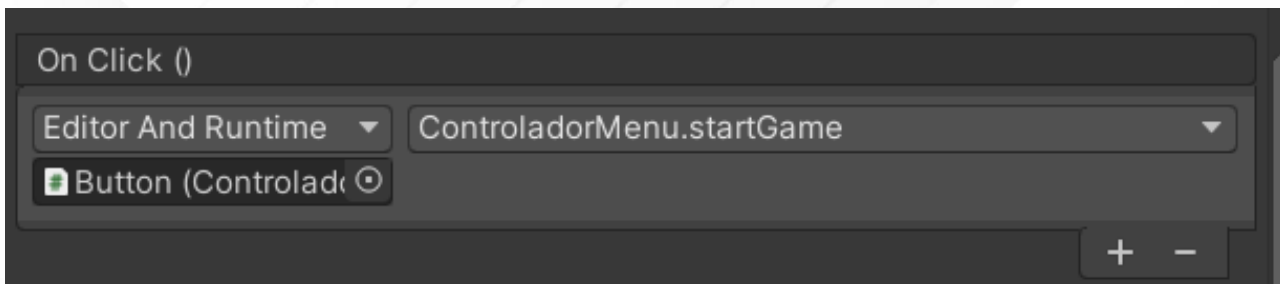 On Click ()
Editor And Runtime ControladorMenu.startGame
Button (Controlad